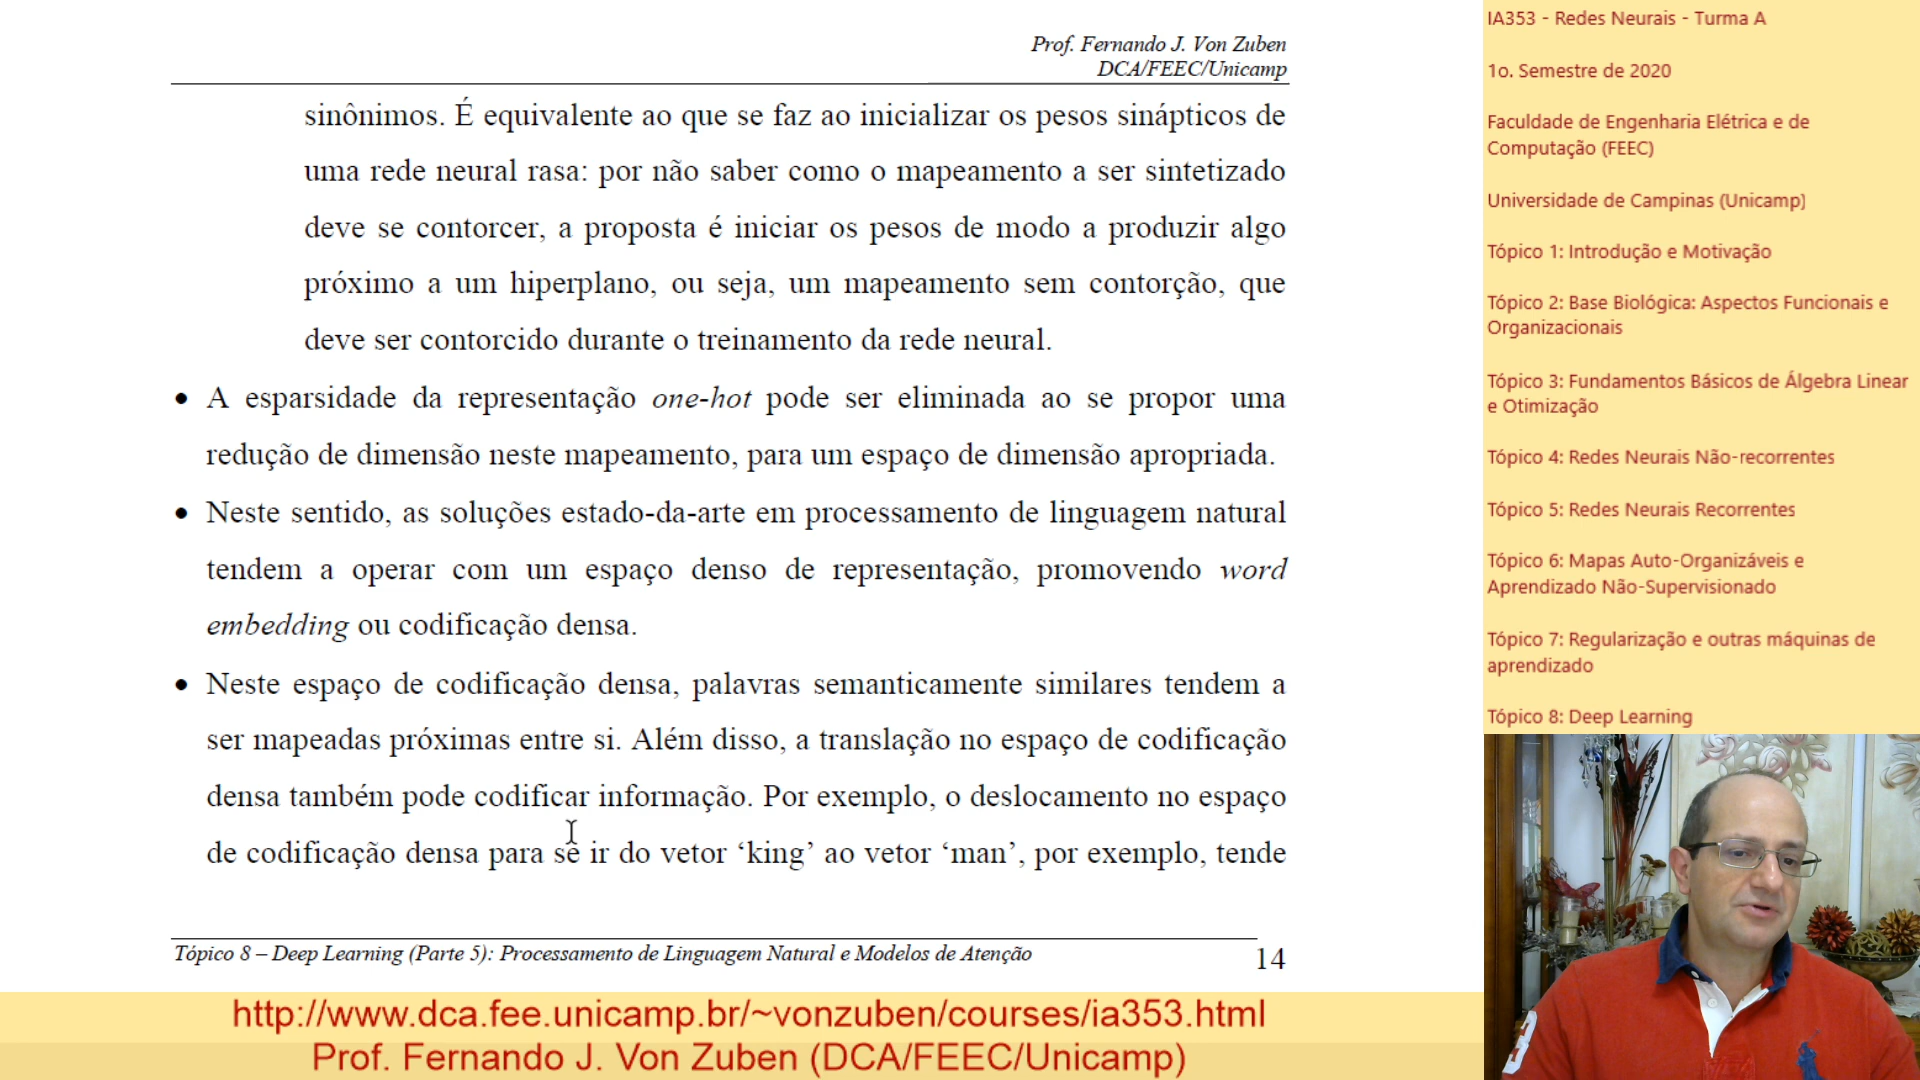 Prof. Fernando J. Von Zuben
DCA/FEEC/Unicamp
sinônimos. É equivalente ao que se faz ao inicializar os pesos sinápticos de
uma rede neural rasa: por não saber como o mapeamento a ser sintetizado
deve se contorcer, a proposta é iniciar os pesos de modo a produzir algo
próximo a um hiperplano, ou seja, um mapeamento sem contorção, que
deve ser contorcido durante o treinamento da rede neural.
• A esparsidade da representação one-hot pode ser eliminada ao se propor uma
redução de dimensão neste mapeamento, para um espaço de dimensão apropriada.
• Neste sentido, as soluções estado-da-arte em processamento de linguagem natural
tendem a operar com um espaço denso de representação, promovendo word
embedding ou codificação densa.
• Neste espaço de codificação densa, palavras semanticamente similares tendem a
ser mapeadas próximas entre si. Além disso, a translação no espaço de codificação
densa também pode codificar informação. Por exemplo, o deslocamento no espaço
de codificação densa para se ir do vetor ‘king’ ao vetor ‘man’, por exemplo, tende
Tópico 8 – Deep Learning (Parte 5): Processamento de Linguagem Natural e Modelos de Atenção
14
http://www.dca.fee.unicamp.br/~vonzuben/courses/ia353.html
Prof. Fernando J. Von Zuben (DCA/FEEC/Unicamp)
IA353 - Redes Neurais - Turma A
1o. Semestre de 2020
Faculdade de Engenharia Elétrica e de
Computação (FEEC)
Universidade de Campinas (Unicamp)
Tópico 1: Introdução e Motivação
Tópico 2: Base Biológica: Aspectos Funcionais e
Organizacionais
Tópico 3: Fundamentos Básicos de Álgebra Linear
e Otimização
Tópico 4: Redes Neurais Não-recorrentes
Tópico 5: Redes Neurais Recorrentes
Tópico 6: Mapas Auto-Organizáveis e
Aprendizado Não-Supervisionado
Tópico 7: Regularização e outras máquinas de
aprendizado
Tópico 8: Deep Learning
3